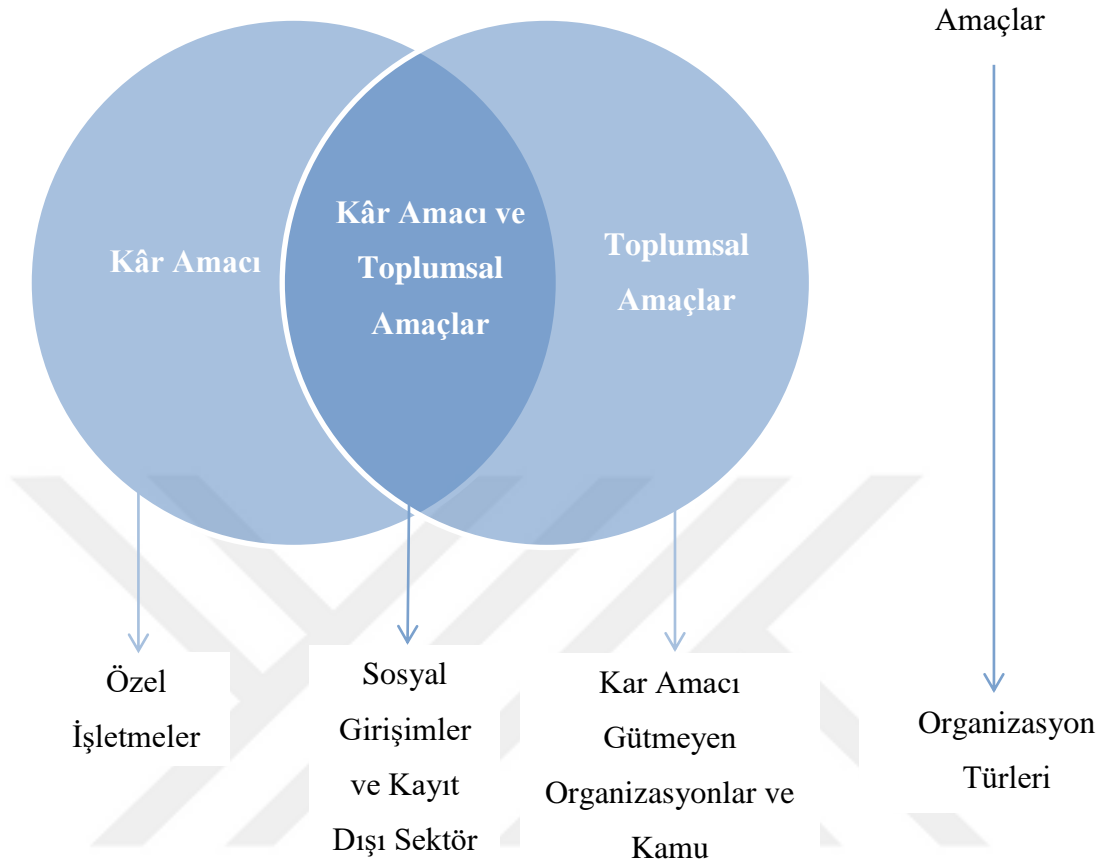 Amaçlar
Kâr Amacı
Kâr Amacı ve
Toplumsal
Amaçlar
Toplumsal
Amaçlar
Özel
İşletmeler
Sosyal
Girişimler
ve Kayıt
Dışı Sektör
Kar Amacı
Gütmeyen
Organizasyonlar ve
Kamu
Organizasyon
Türleri